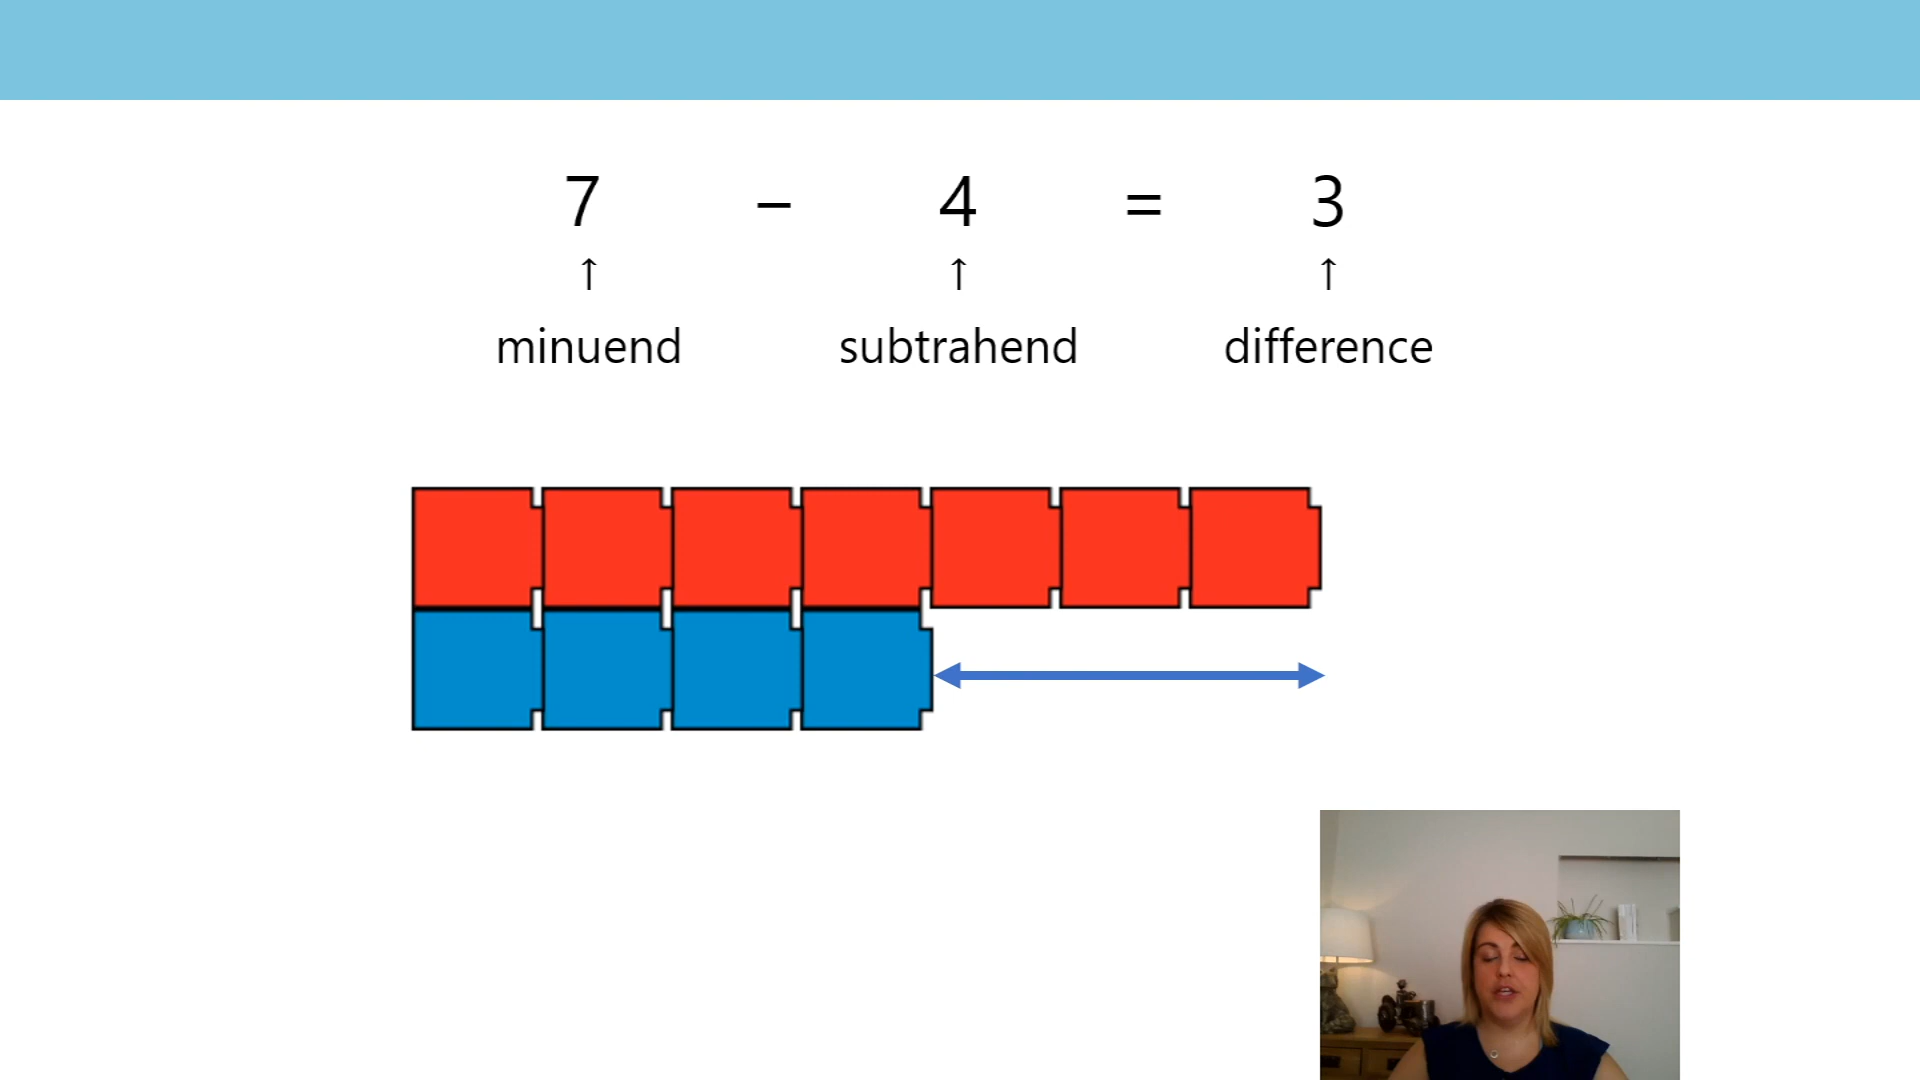 7 – 4 = 3
↑ ↑ ↑
minuend subtrahend difference